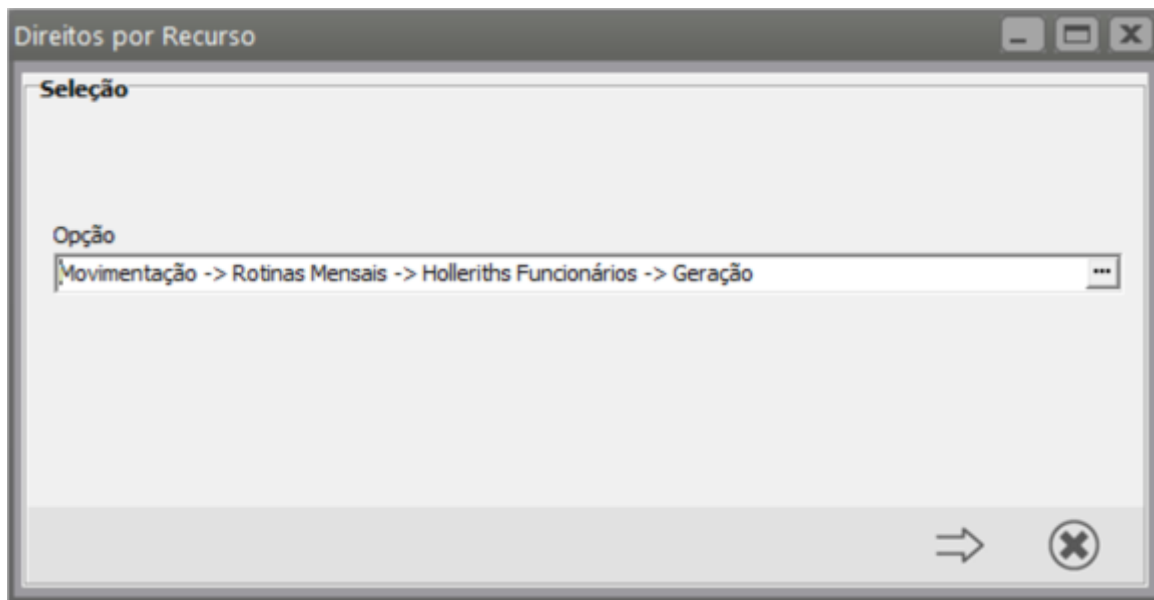 Direitos por Recurso
Seleção
Opção
Movimentação -> Rotinas Mensais -> Holleriths Funcionários -> Geração
...